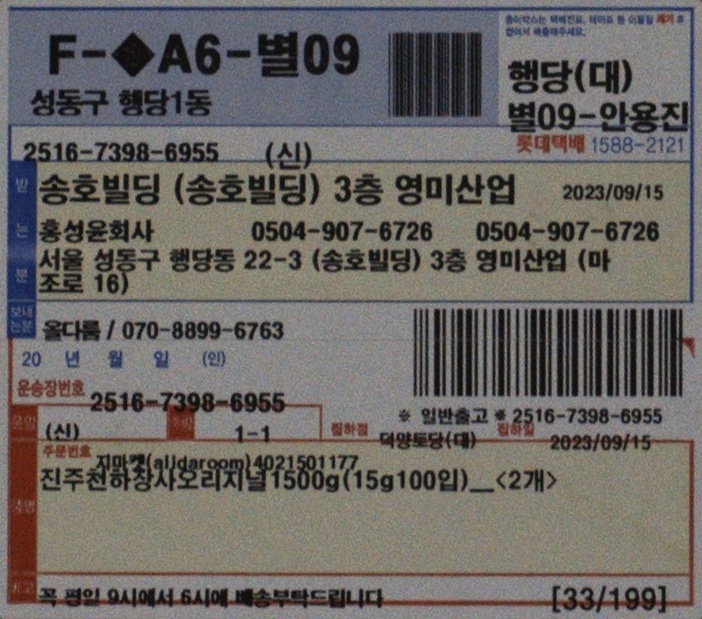 F-◆A6-별09
성동구 행당1동
종이박스는 택배전표, 테이프 등 이물질 제거 후
접어서 배출해주세요.
행당(대)
별09-안용진
롯데택배 1588-2121
2516-7398-6955 (신)
받는분
송호빌딩 (송호빌딩) 3층 영미산업 2023/09/15
홍성윤회사 0504-907-6726 0504-907-6726
서울 성동구 행당동 22-3 (송호빌딩) 3층 영미산업 (마
조로 16)
보내는분
올다룸 / 070-8899-6763
20 년 월 일 (인)
운송장번호
2516-7398-6955
※ 일반출고 ※ 2516-7398-6955
운임 (신) 1-1 집하점 덕양토당(대) 집하일 2023/09/15
주문번호 지마켓(alldaroom)4021501177
진주천하장사오리지널1500g(15g100입)__<2개>
꼭 평일 9시에서 6시에 배송부탁드립니다 [33/199]